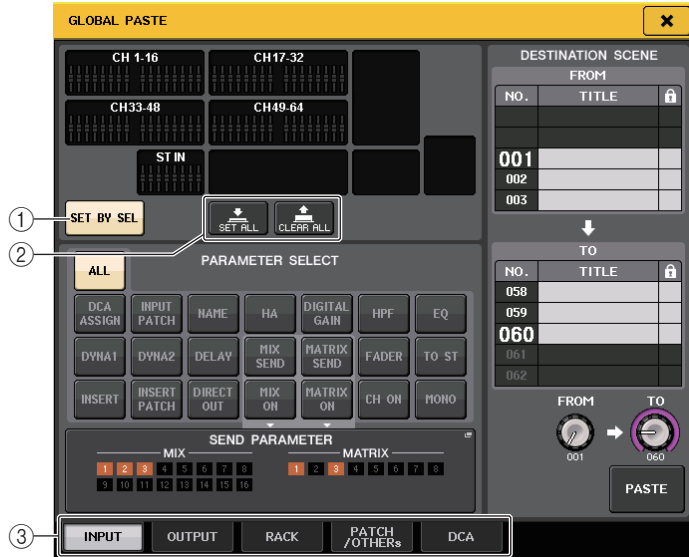 GLOBAL PASTE
CH 1-16
CH17-32
CH33-48
CH49-64
ST IN
① SET BY SEL
②
SET ALL
CLEAR ALL
ALL
PARAMETER SELECT
DCA ASSIGN
INPUT PATCH
NAME
HA
DIGITAL GAIN
HPF
EQ
DYNA1
DYNA2
DELAY
MIX SEND
MATRIX SEND
FADER
TO ST
INSERT
INSERT PATCH
DIRECT OUT
MIX ON
MATRIX ON
CH ON
MONO
SEND PARAMETER
MIX
MATRIX
1 2 3 4 5 6 7 8
1 2 3 4 5 6 7 8
9 10 11 12 13 14 15 16
③
INPUT
OUTPUT
RACK
PATCH /OTHERs
DCA
DESTINATION SCENE
FROM
NO. TITLE
001
002
003
TO
NO. TITLE
058
059
060
061
062
FROM
TO
001
060
PASTE